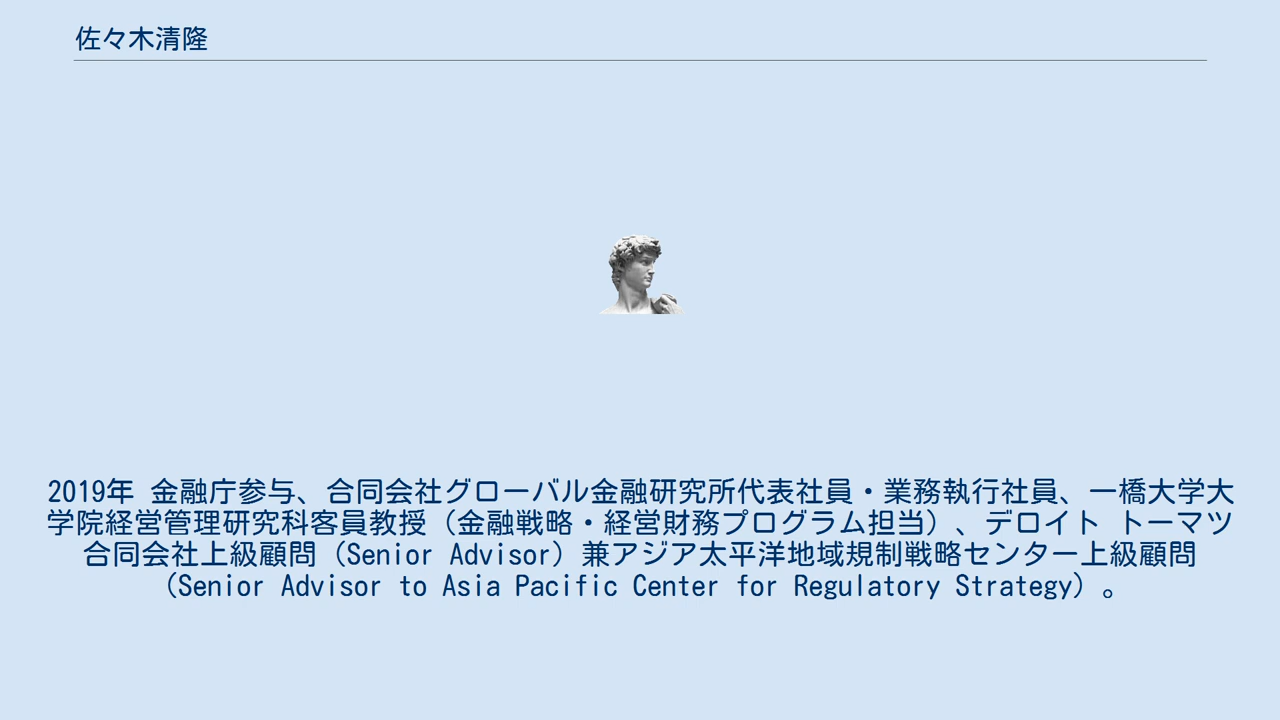 佐々木清隆
2019年 金融庁参与、合同会社グローバル金融研究所代表社員・業務執行社員、一橋大学大
学院経営管理研究科客員教授（金融戦略・経営財務プログラム担当）、デロイト トーマツ
合同会社上級顧問（Senior Advisor）兼アジア太平洋地域規制戦略センター上級顧問
（Senior Advisor to Asia Pacific Center for Regulatory Strategy）。